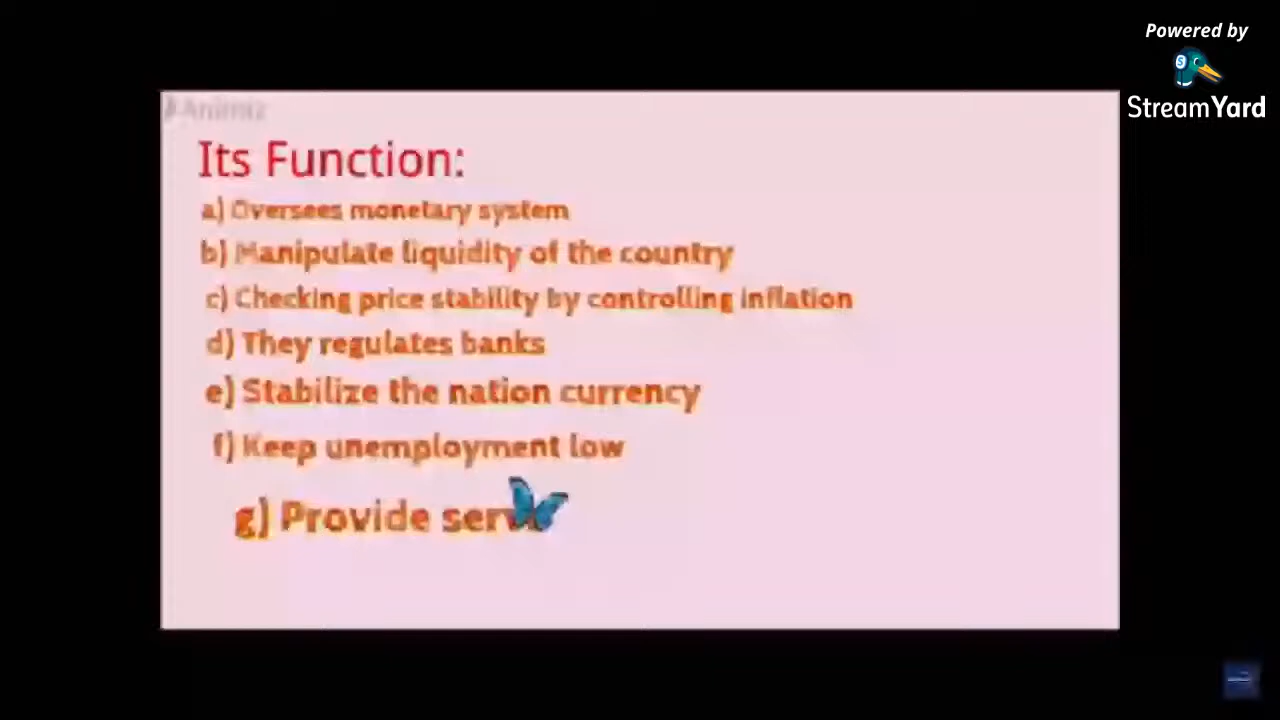 Powered by
StreamYard
Animiz
Its Function:
a) Oversees monetary system
b) Manipulate liquidity of the country
c) Checking price stability by controlling inflation
d) They regulates banks
e) Stabilize the nation currency
f) Keep unemployment low
g) Provide